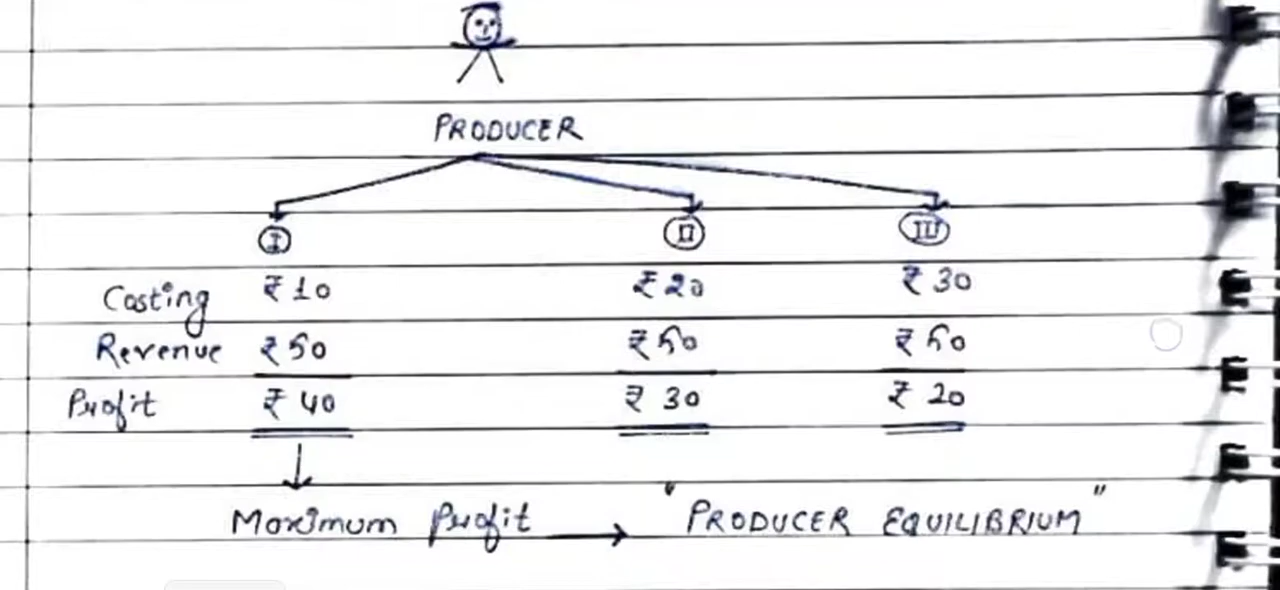 PRODUCER
I II III
Costing ₹10 ₹20 ₹30
Revenue ₹50 ₹50 ₹50
Profit ₹40 ₹30 ₹20
Maximum Profit → "PRODUCER EQUILIBRIUM"